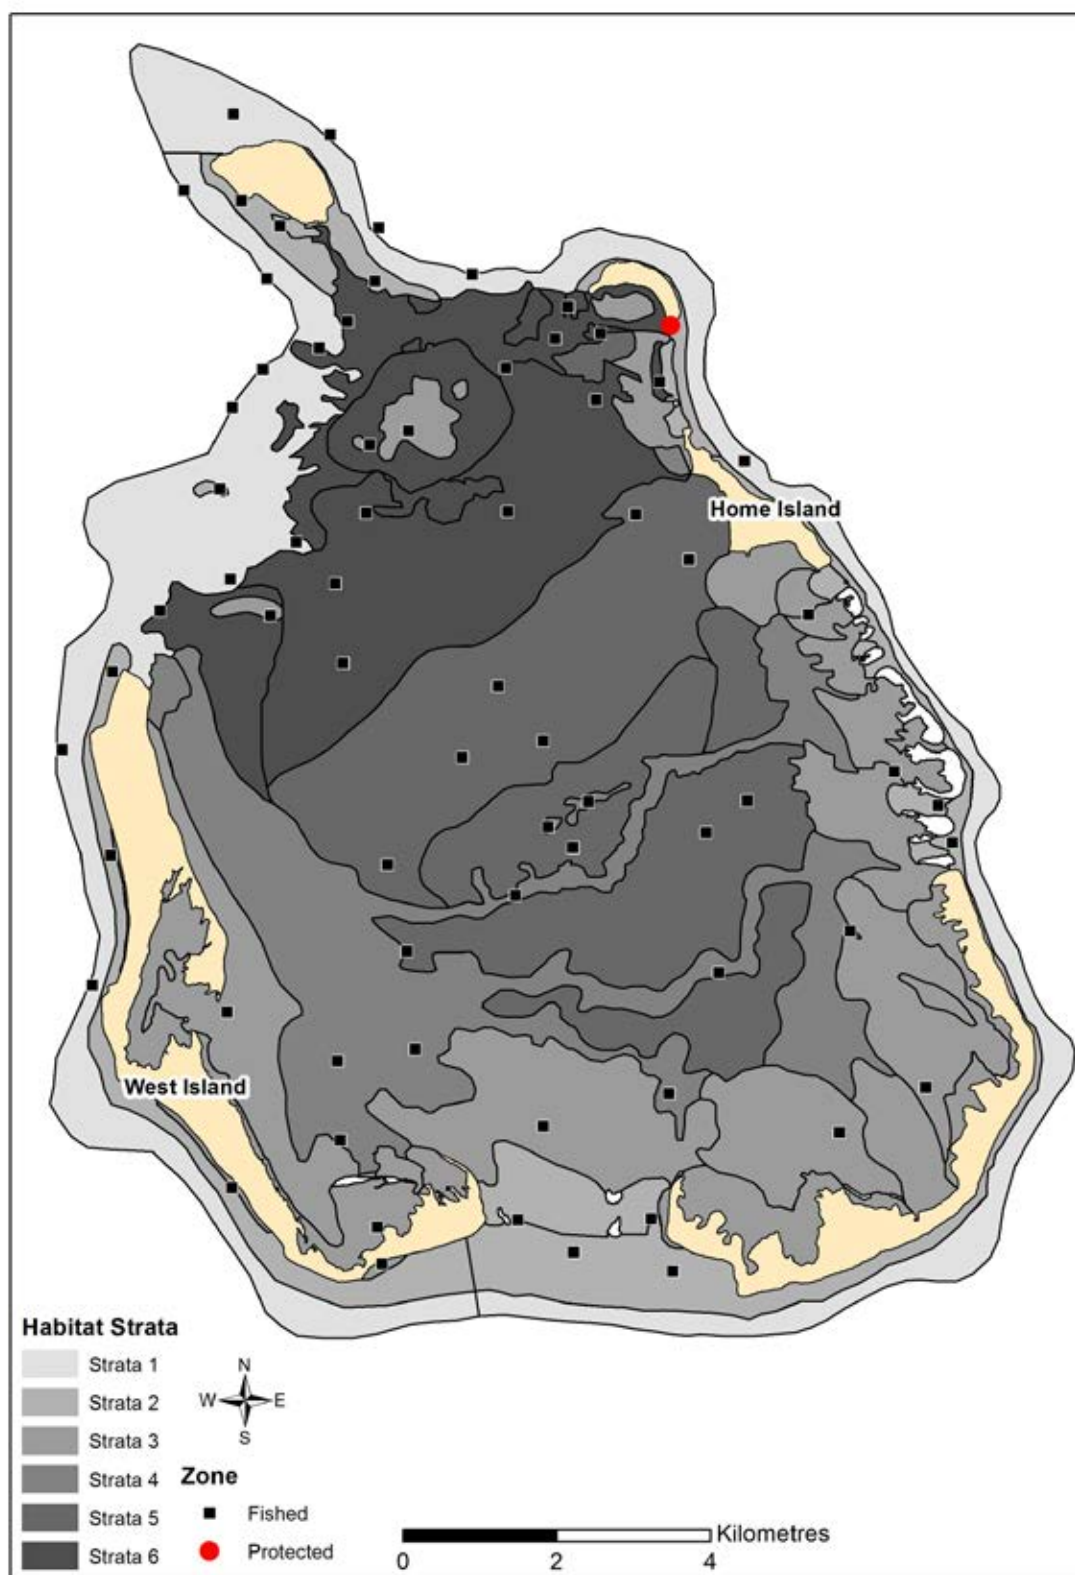 Home Island
West Island
Habitat Strata
Strata 1
Strata 2
Strata 3
Strata 4
Strata 5
Strata 6
N
W E
S
Zone
Fished
Protected
Kilometres
0 2 4